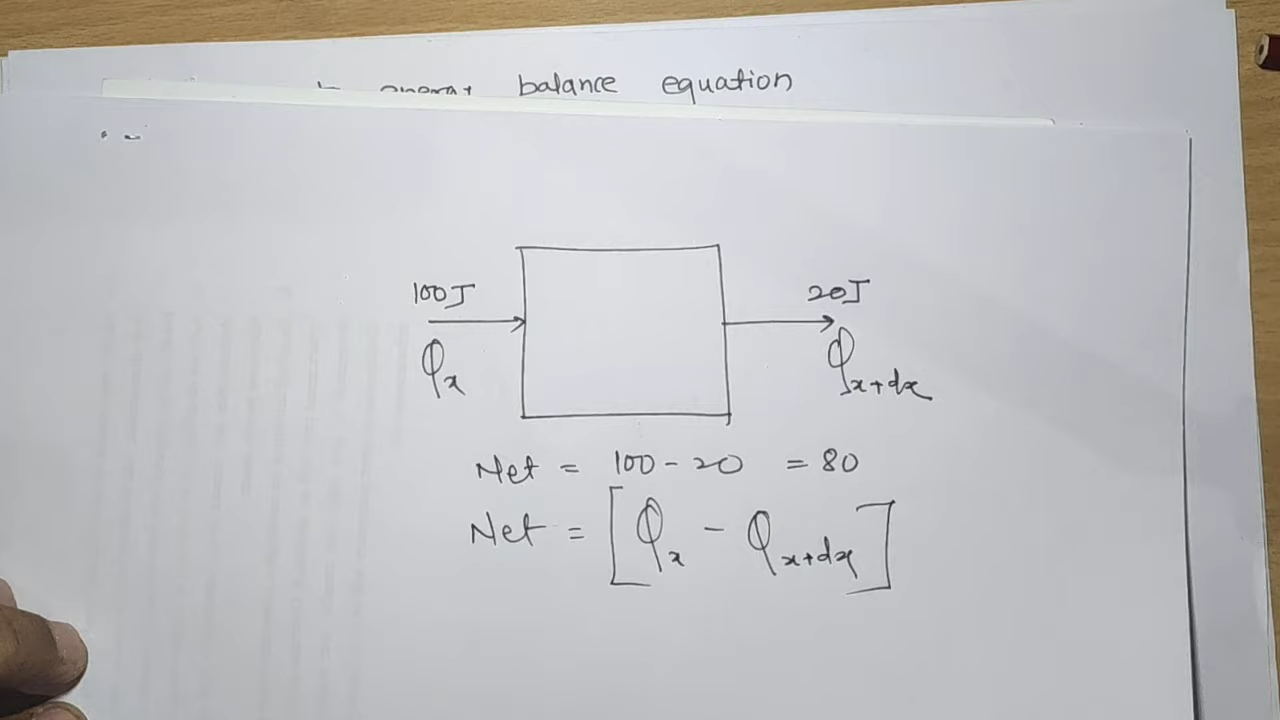 balance equation
100J
20J
Qx
Qx+dx
Net = 100 - 20 = 80
Net = [Qx - Qx+dx]